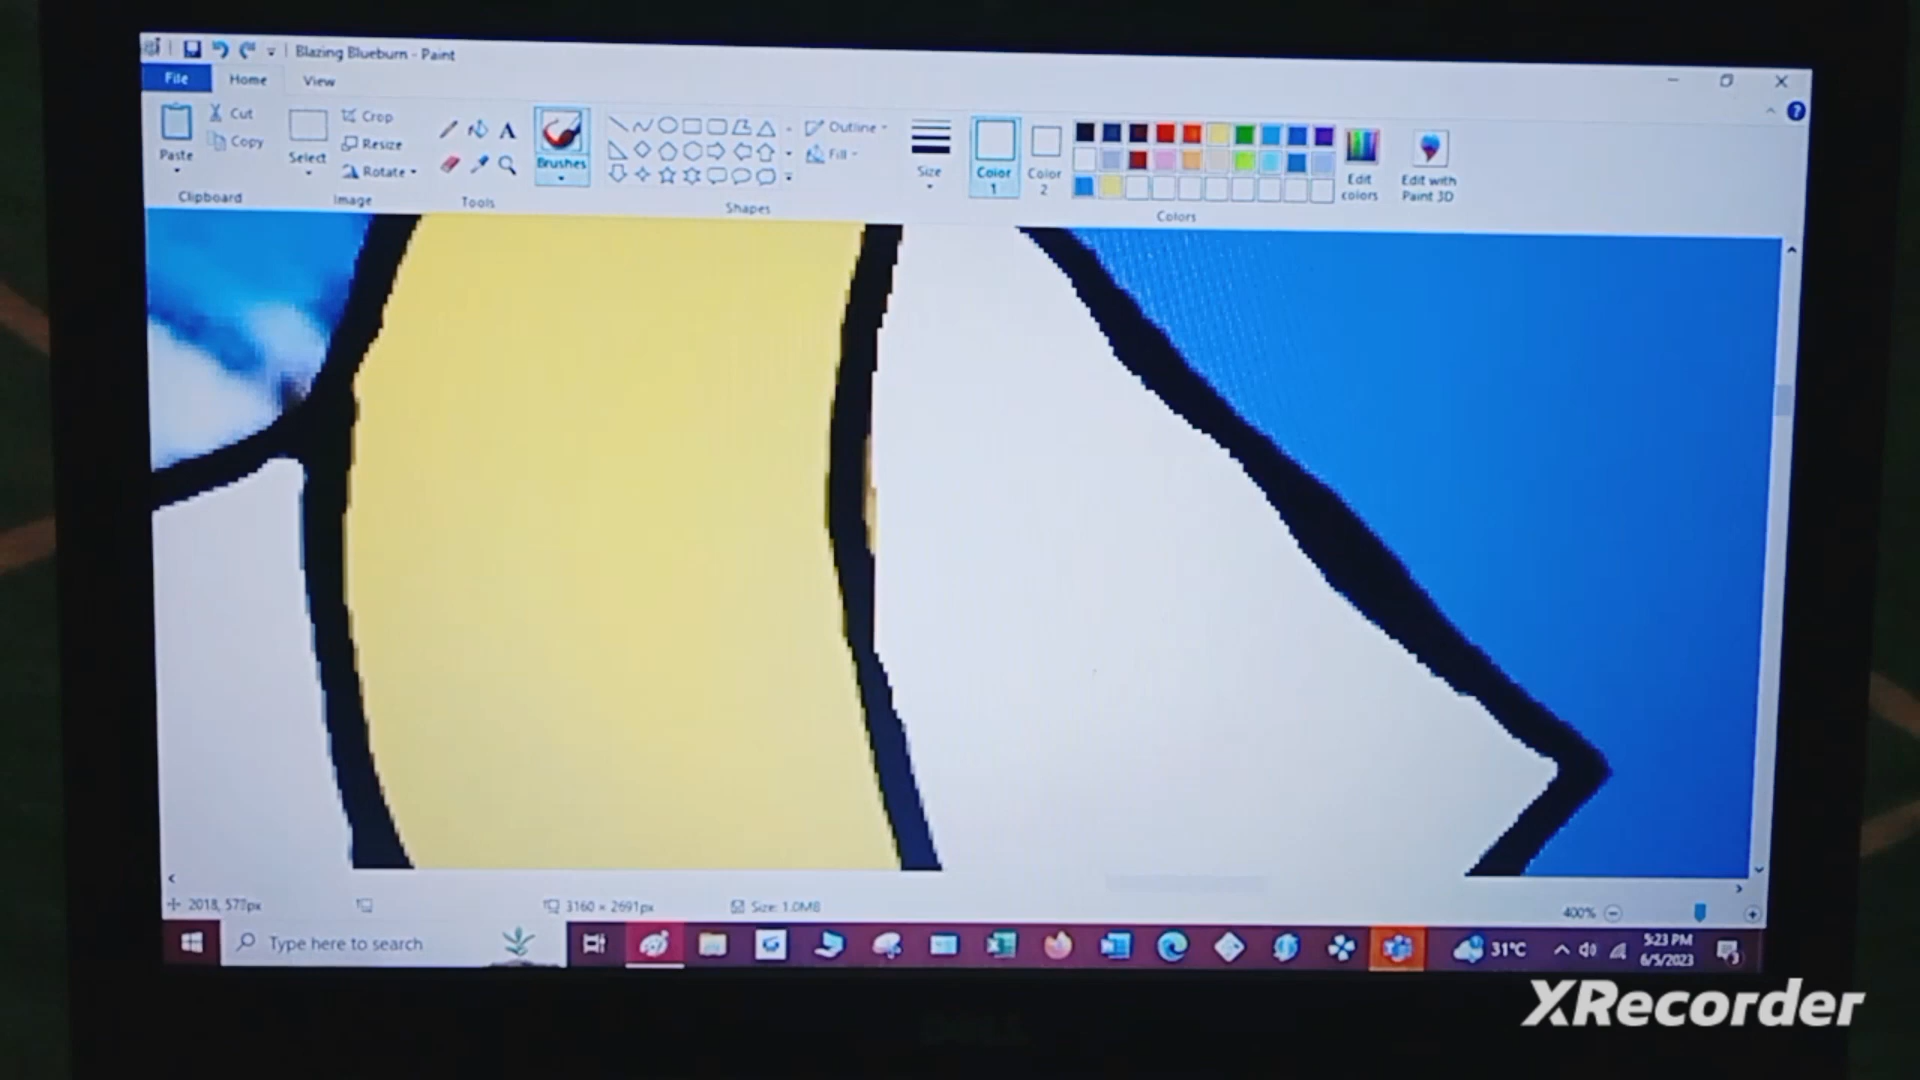 Blazing Blueburn - Paint
File Home View
Paste
Cut
Copy
Clipboard
Select
Crop
Resize
Rotate
Image
A
Tools
Brushes
Outline
Fill
Shapes
Size
Color 1
Color 2
Edit colors
Edit with Paint 3D
Colors
3160 × 2691px
Size: 1.0MB
400%
Type here to search
31°C
5:23 PM
6/5/2023
XRecorder